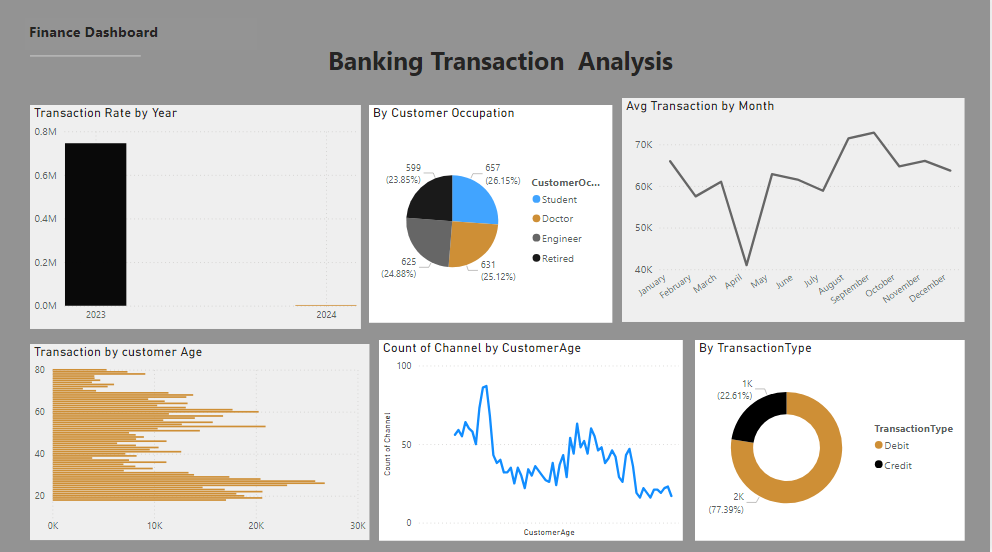 Finance Dashboard
Banking Transaction  Analysis
Transaction Rate by Year
0.8M
0.6M
0.4M
0.2M
0.0M
2023
2024
By Customer Occupation
599
(23.85%)
657
(26.15%)
625
(24.88%)
631
(25.12%)
CustomerOc...
Student
Doctor
Engineer
Retired
Avg Transaction by Month
70K
60K
50K
40K
January
February
March
April
May
June
July
August
September
October
November
December
Transaction by customer Age
80
60
40
20
0K
10K
20K
30K
Count of Channel by CustomerAge
Count of Channel
100
50
0
CustomerAge
By TransactionType
1K
(22.61%)
2K
(77.39%)
TransactionType
Debit
Credit